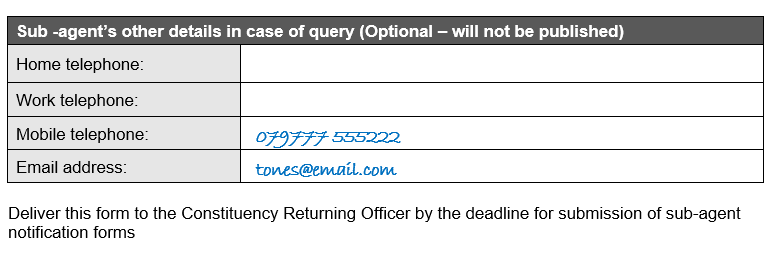 Sub -agent’s other details in case of query (Optional – will not be published)
Home telephone:
Work telephone:
Mobile telephone: 079777 555222
Email address: tones@email.com
Deliver this form to the Constituency Returning Officer by the deadline for submission of sub-agent
notification forms